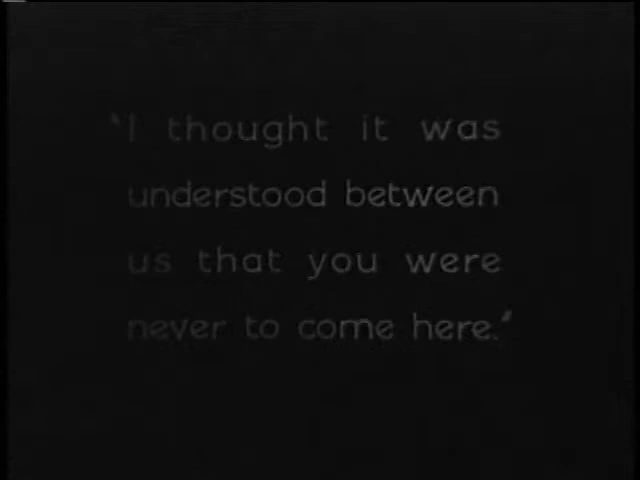 "I thought it was
understood between
us that you were
never to come here."